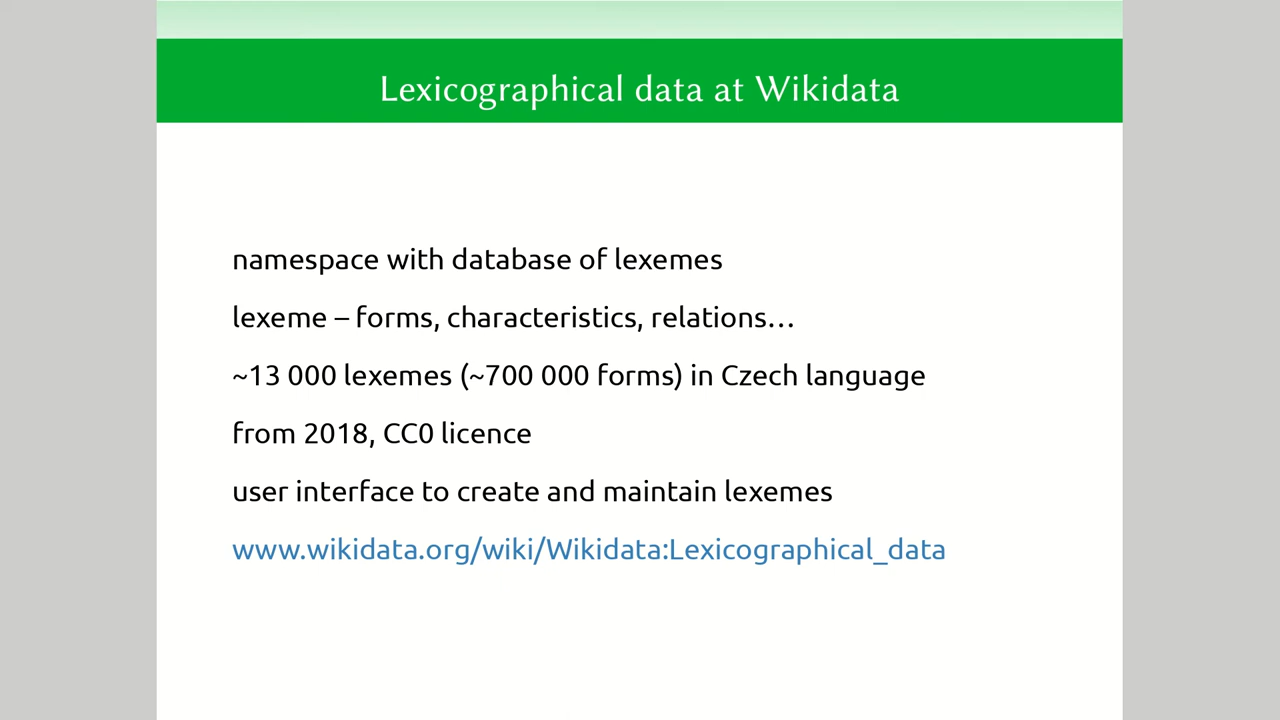 Lexicographical data at Wikidata
namespace with database of lexemes
lexeme – forms, characteristics, relations…
~13 000 lexemes (~700 000 forms) in Czech language
from 2018, CC0 licence
user interface to create and maintain lexemes
www.wikidata.org/wiki/Wikidata:Lexicographical_data